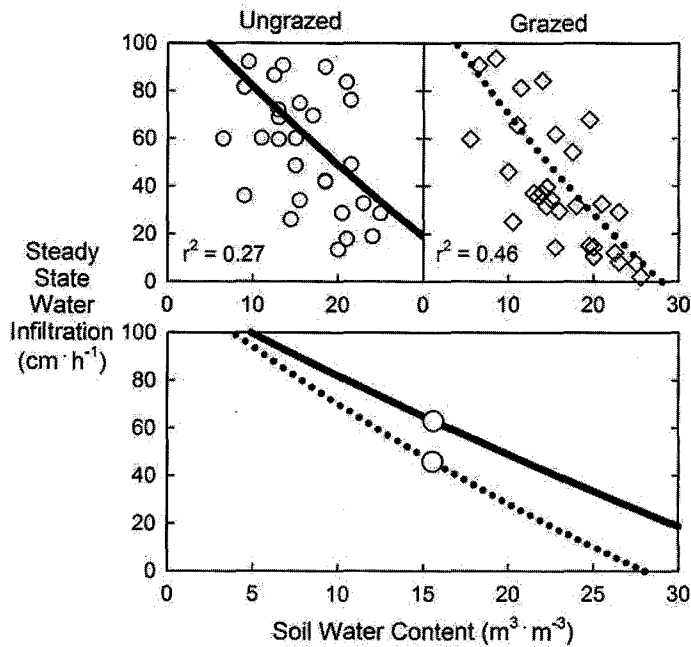 Ungrazed
Grazed
100
80
60
40
20
0
r² = 0.27
r² = 0.46
0
10
20
0
10
20
30
Steady
State
Water
Infiltration
(cm · h⁻¹)
100
80
60
40
20
0
0
5
10
15
20
25
30
Soil Water Content (m³ · m⁻³)